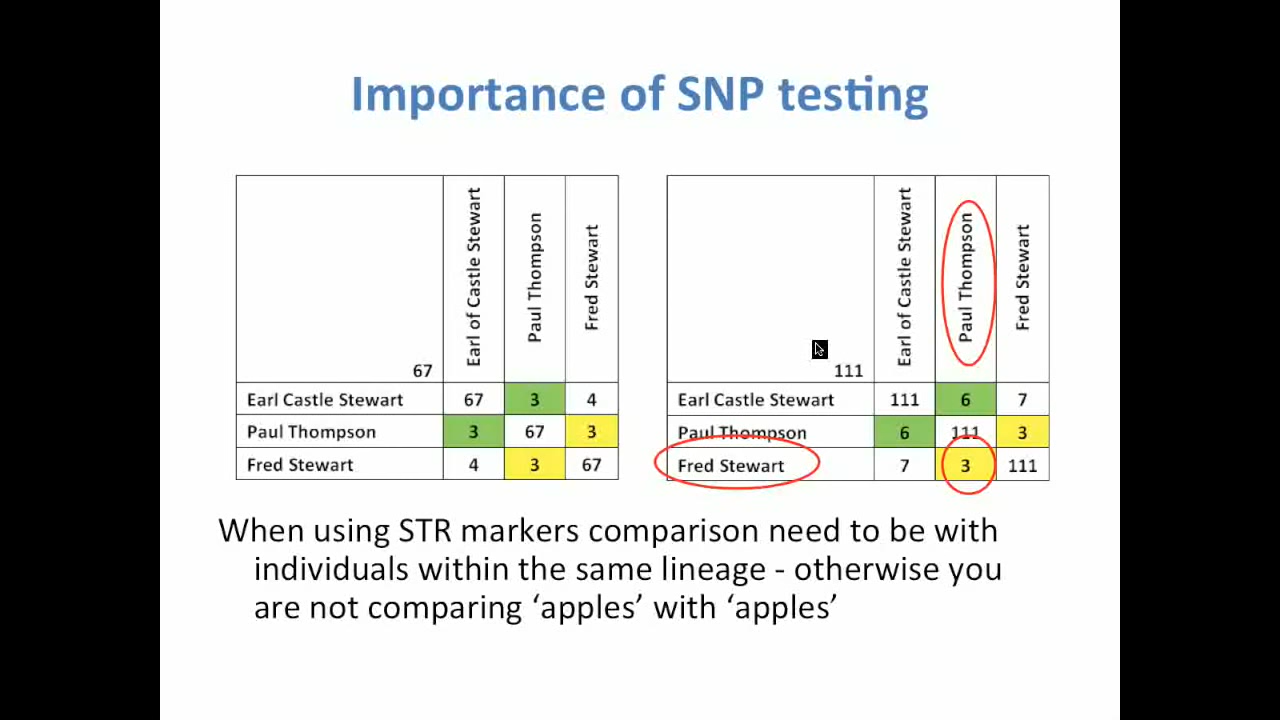 Importance of SNP testing
67 Earl of Castle Stewart Paul Thompson Fred Stewart
Earl Castle Stewart 67 3 4
Paul Thompson 3 67 3
Fred Stewart 4 3 67
111 Earl of Castle Stewart Paul Thompson Fred Stewart
Earl Castle Stewart 111 6 7
Paul Thompson 6 111 3
Fred Stewart 7 3 111
When using STR markers comparison need to be with
individuals within the same lineage - otherwise you
are not comparing ‘apples’ with ‘apples’